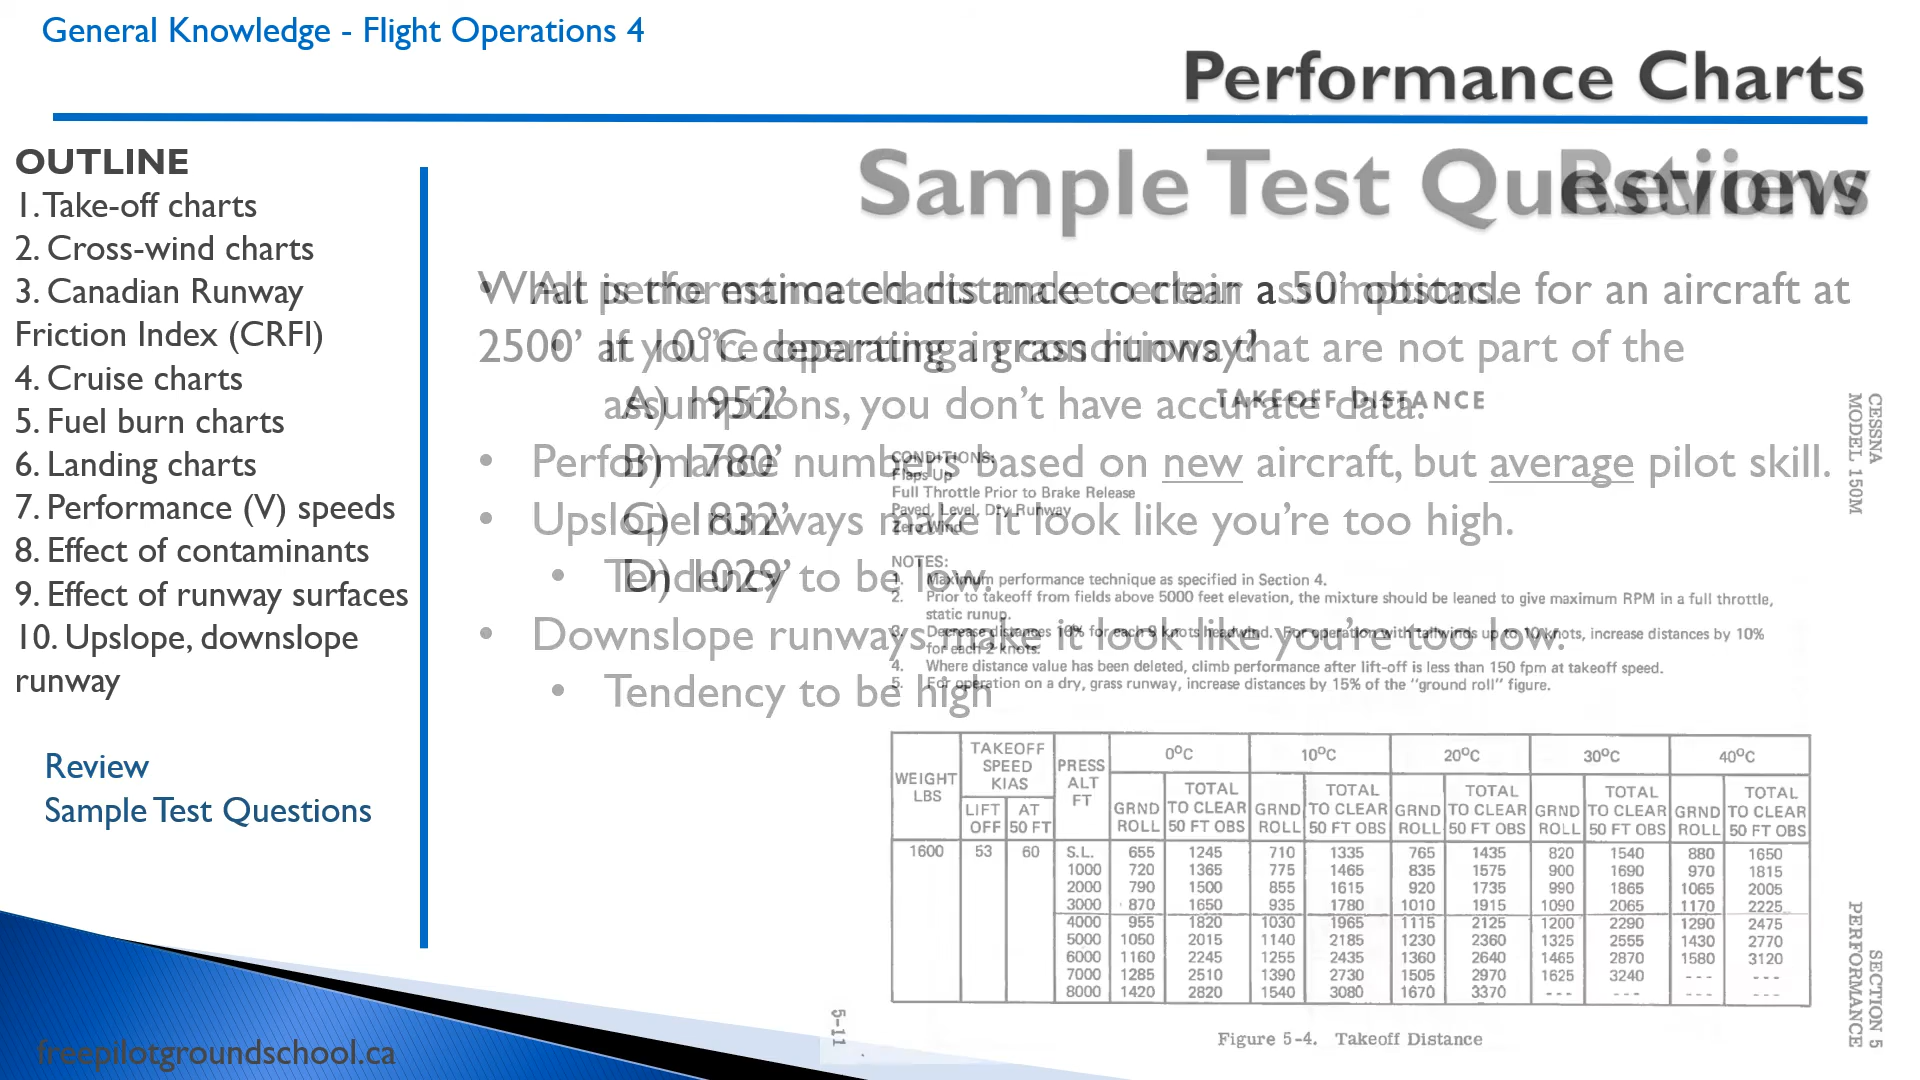 General Knowledge - Flight Operations 4
Performance Charts
Sample Test Questions
Review
OUTLINE
1. Take-off charts
2. Cross-wind charts
3. Canadian Runway
Friction Index (CRFI)
4. Cruise charts
5. Fuel burn charts
6. Landing charts
7. Performance (V) speeds
8. Effect of contaminants
9. Effect of runway surfaces
10. Upslope, downslope
runway
Review
Sample Test Questions
freepilotgroundschool.ca
What is the estimated distance to clear a 50’ obstacle for an aircraft at
2500’ at 10°C departing a grass runway?
A) 1952’
B) 1780’
C) 1832’
D) 1029’
• All performance charts make certain assumptions.
• If you’re operating in conditions that are not part of the
assumptions, you don’t have accurate data.
• Performance numbers based on new aircraft, but average pilot skill.
• Upslope runways make it look like you’re too high.
• Tendency to be low.
• Downslope runways make it look like you’re too low.
• Tendency to be high
TAKEOFF DISTANCE
CONDITIONS:
Flaps Up
Full Throttle Prior to Brake Release
Paved, Level, Dry Runway
Zero Wind
NOTES:
1. Maximum performance technique as specified in Section 4.
2. Prior to takeoff from fields above 5000 feet elevation, the mixture should be leaned to give maximum RPM in a full throttle,
static runup.
3. Decrease distances 10% for each 9 knots headwind. For operation with tailwinds up to 10 knots, increase distances by 10%
for each 2 knots.
4. Where distance value has been deleted, climb performance after lift-off is less than 150 fpm at takeoff speed.
5. For operation on a dry, grass runway, increase distances by 15% of the "ground roll" figure.
WEIGHT LBS TAKEOFF SPEED KIAS PRESS ALT FT 0°C 10°C 20°C 30°C 40°C
LIFT OFF AT 50 FT GRND ROLL TOTAL TO CLEAR 50 FT OBS GRND ROLL TOTAL TO CLEAR 50 FT OBS GRND ROLL TOTAL TO CLEAR 50 FT OBS GRND ROLL TOTAL TO CLEAR 50 FT OBS GRND ROLL TOTAL TO CLEAR 50 FT OBS
1600 53 60 S.L. 655 1245 710 1335 765 1435 820 1540 880 1650
1000 720 1365 775 1465 835 1575 900 1690 970 1815
2000 790 1500 855 1615 920 1735 990 1865 1065 2005
3000 870 1650 935 1780 1010 1915 1090 2065 1170 2225
4000 955 1820 1030 1965 1115 2125 1200 2290 1290 2475
5000 1050 2015 1140 2185 1230 2360 1325 2555 1430 2770
6000 1160 2245 1255 2435 1360 2640 1465 2870 1580 3120
7000 1285 2510 1390 2730 1505 2970 1625 3240 --- ---
8000 1420 2820 1540 3080 1670 3370 --- --- --- ---
Figure 5-4. Takeoff Distance
CESSNA
MODEL 150M
SECTION 5
PERFORMANCE
5-11